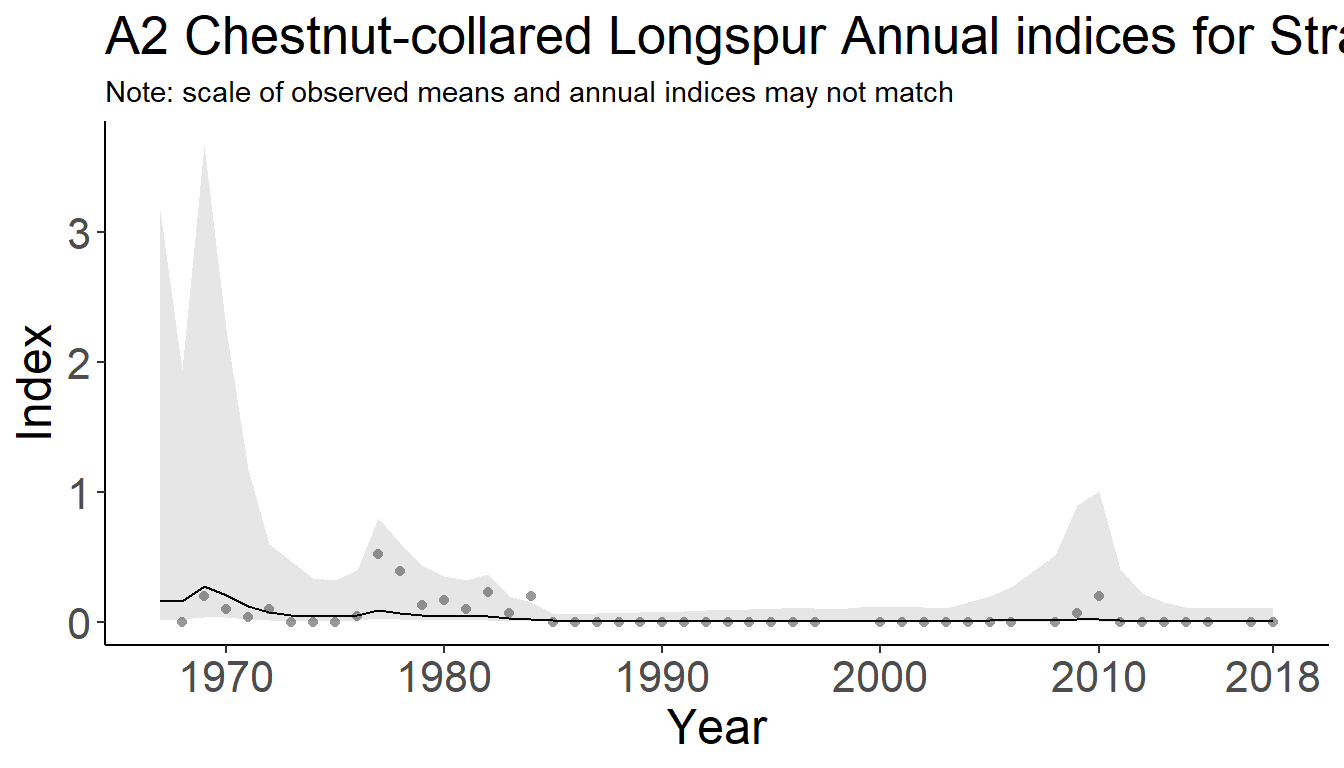 A2 Chestnut-collared Longspur Annual indices for
Note: scale of observed means and annual indices may not match
3
2
1
0
Index
1970 1980 1990 2000 2010 2018
Year